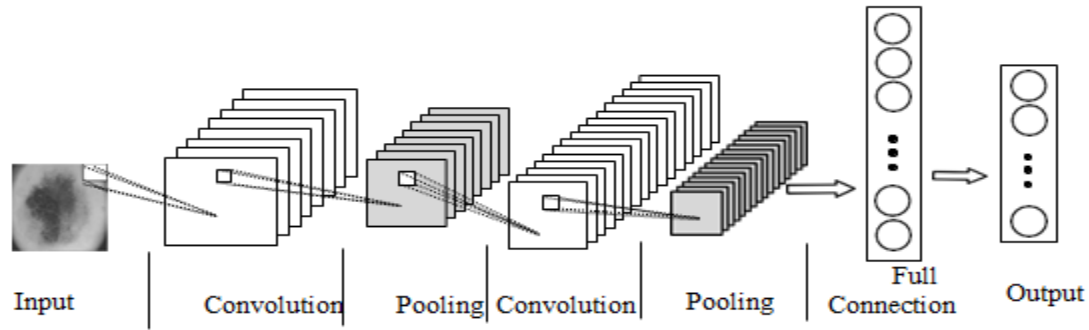 Input
Convolution
Pooling
Convolution
Pooling
Full
Connection
Output